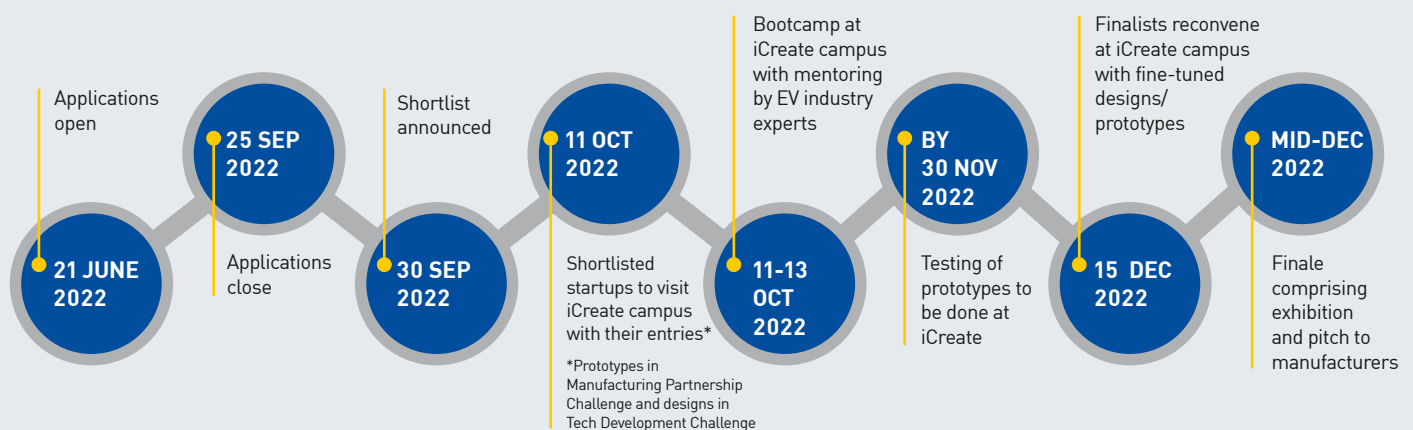 21 JUNE
2022
Applications
open
25 SEP
2022
Applications
close
30 SEP
2022
Shortlist
announced
11 OCT
2022
Shortlisted
startups to visit
iCreate campus
with their entries*
*Prototypes in
Manufacturing Partnership
Challenge and designs in
Tech Development Challenge
11-13
OCT
2022
Bootcamp at
iCreate campus
with mentoring
by EV industry
experts
BY
30 NOV
2022
Testing of
prototypes to
be done at
iCreate
15 DEC
2022
Finalists reconvene
at iCreate campus
with fine-tuned
designs/
prototypes
MID-DEC
2022
Finale
comprising
exhibition
and pitch to
manufacturers